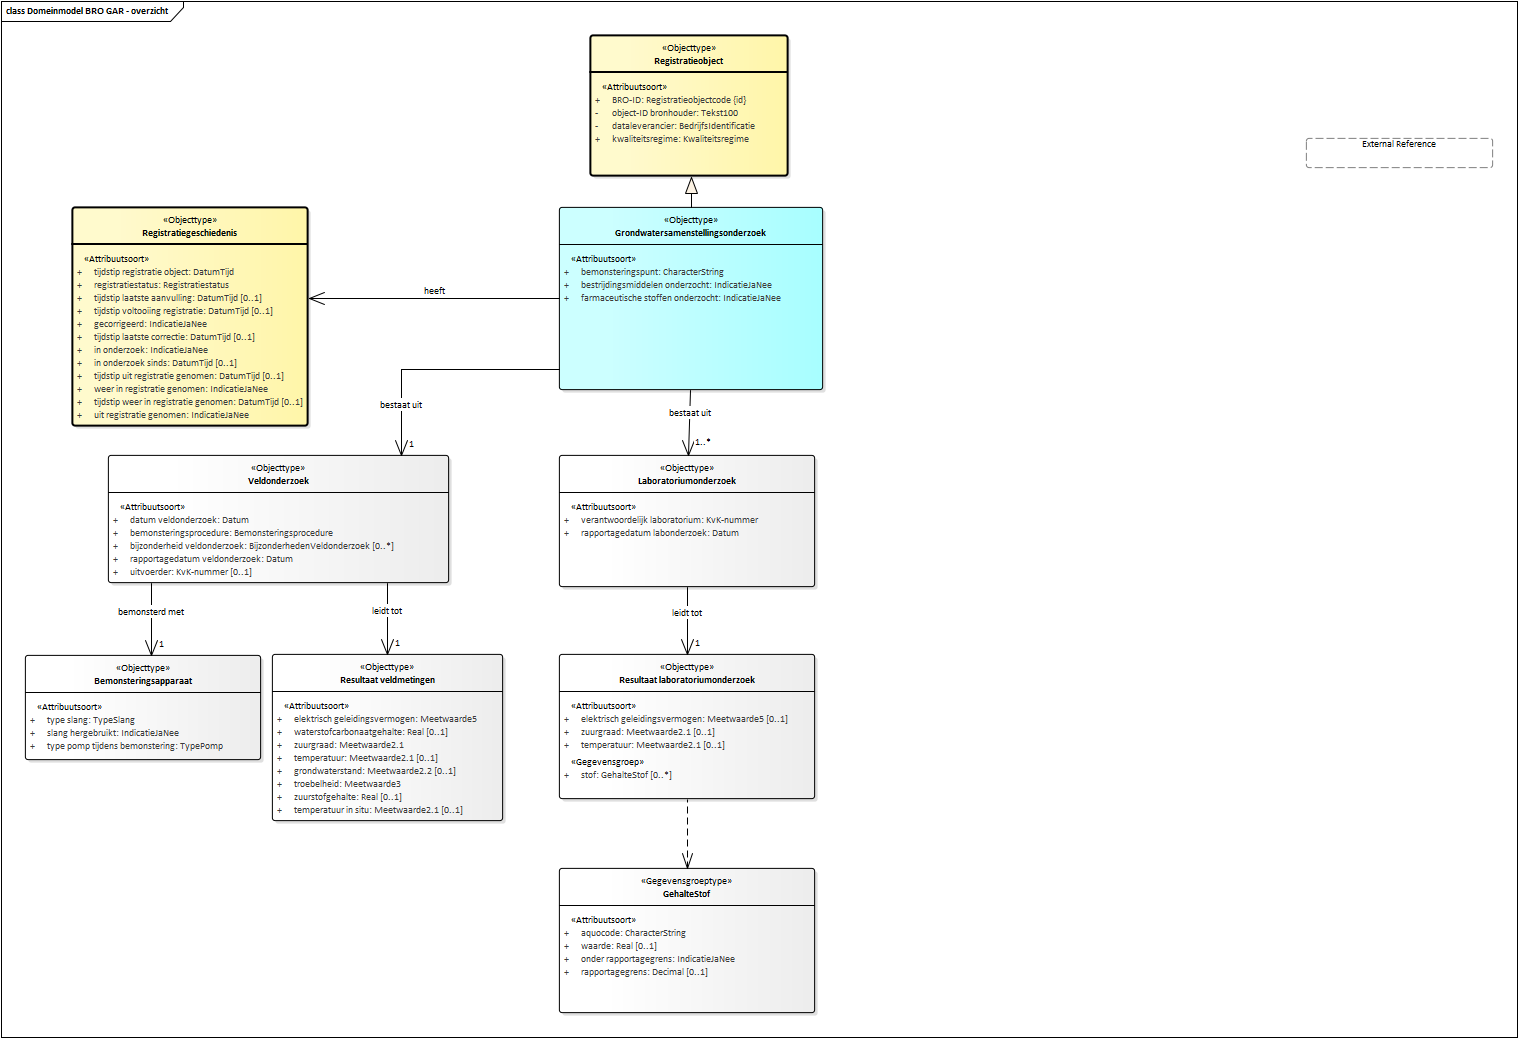 class Domeinmodel BRO GAR - overzicht
«Objecttype»
Registratieobject
«Attribuutsoort»
+ BRO-ID: Registratieobjectcode {id}
- object-ID bronhouder: Tekst100
- dataleverancier: BedrijfsIdentificatie
+ kwaliteitsregime: Kwaliteitsregime
External Reference
«Objecttype»
Registratiegeschiedenis
«Attribuutsoort»
+ tijdstip registratie object: DatumTijd
+ registratiestatus: Registratiestatus
+ tijdstip laatste aanvulling: DatumTijd [0..1]
+ tijdstip voltooiing registratie: DatumTijd [0..1]
+ gecorrigeerd: IndicatieJaNee
+ tijdstip laatste correctie: DatumTijd [0..1]
+ in onderzoek: IndicatieJaNee
+ in onderzoek sinds: DatumTijd [0..1]
+ tijdstip uit registratie genomen: DatumTijd [0..1]
+ weer in registratie genomen: IndicatieJaNee
+ tijdstip weer in registratie genomen: DatumTijd [0..1]
+ uit registratie genomen: IndicatieJaNee
heeft
«Objecttype»
Grondwatersamenstellingsonderzoek
«Attribuutsoort»
+ bemonsteringspunt: CharacterString
+ bestrijdingsmiddelen onderzocht: IndicatieJaNee
+ farmaceutische stoffen onderzocht: IndicatieJaNee
bestaat uit
1
bestaat uit
1..*
«Objecttype»
Veldonderzoek
«Attribuutsoort»
+ datum veldonderzoek: Datum
+ bemonsteringsprocedure: Bemonsteringsprocedure
+ bijzonderheid veldonderzoek: BijzonderhedenVeldonderzoek [0..*]
+ rapportagedatum veldonderzoek: Datum
+ uitvoerder: KvK-nummer [0..1]
«Objecttype»
Laboratoriumonderzoek
«Attribuutsoort»
+ verantwoordelijk laboratorium: KvK-nummer
+ rapportagedatum labonderzoek: Datum
bemonsterd met
1
leidt tot
1
leidt tot
1
«Objecttype»
Bemonsteringsapparaat
«Attribuutsoort»
+ type slang: TypeSlang
+ slang hergebruikt: IndicatieJaNee
+ type pomp tijdens bemonstering: TypePomp
«Objecttype»
Resultaat veldmetingen
«Attribuutsoort»
+ elektrisch geleidingsvermogen: Meetwaarde5
+ waterstofcarbonaatgehalte: Real [0..1]
+ zuurgraad: Meetwaarde2.1
+ temperatuur: Meetwaarde2.1 [0..1]
+ grondwaterstand: Meetwaarde2.2 [0..1]
+ troebelheid: Meetwaarde3
+ zuurstofgehalte: Real [0..1]
+ temperatuur in situ: Meetwaarde2.1 [0..1]
«Objecttype»
Resultaat laboratoriumonderzoek
«Attribuutsoort»
+ elektrisch geleidingsvermogen: Meetwaarde5 [0..1]
+ zuurgraad: Meetwaarde2.1 [0..1]
+ temperatuur: Meetwaarde2.1 [0..1]
«Gegevensgroep»
+ stof: GehalteStof [0..*]
«Gegevensgroeptype»
GehalteStof
«Attribuutsoort»
+ aquocode: CharacterString
+ waarde: Real [0..1]
+ onder rapportagegrens: IndicatieJaNee
+ rapportagegrens: Decimal [0..1]